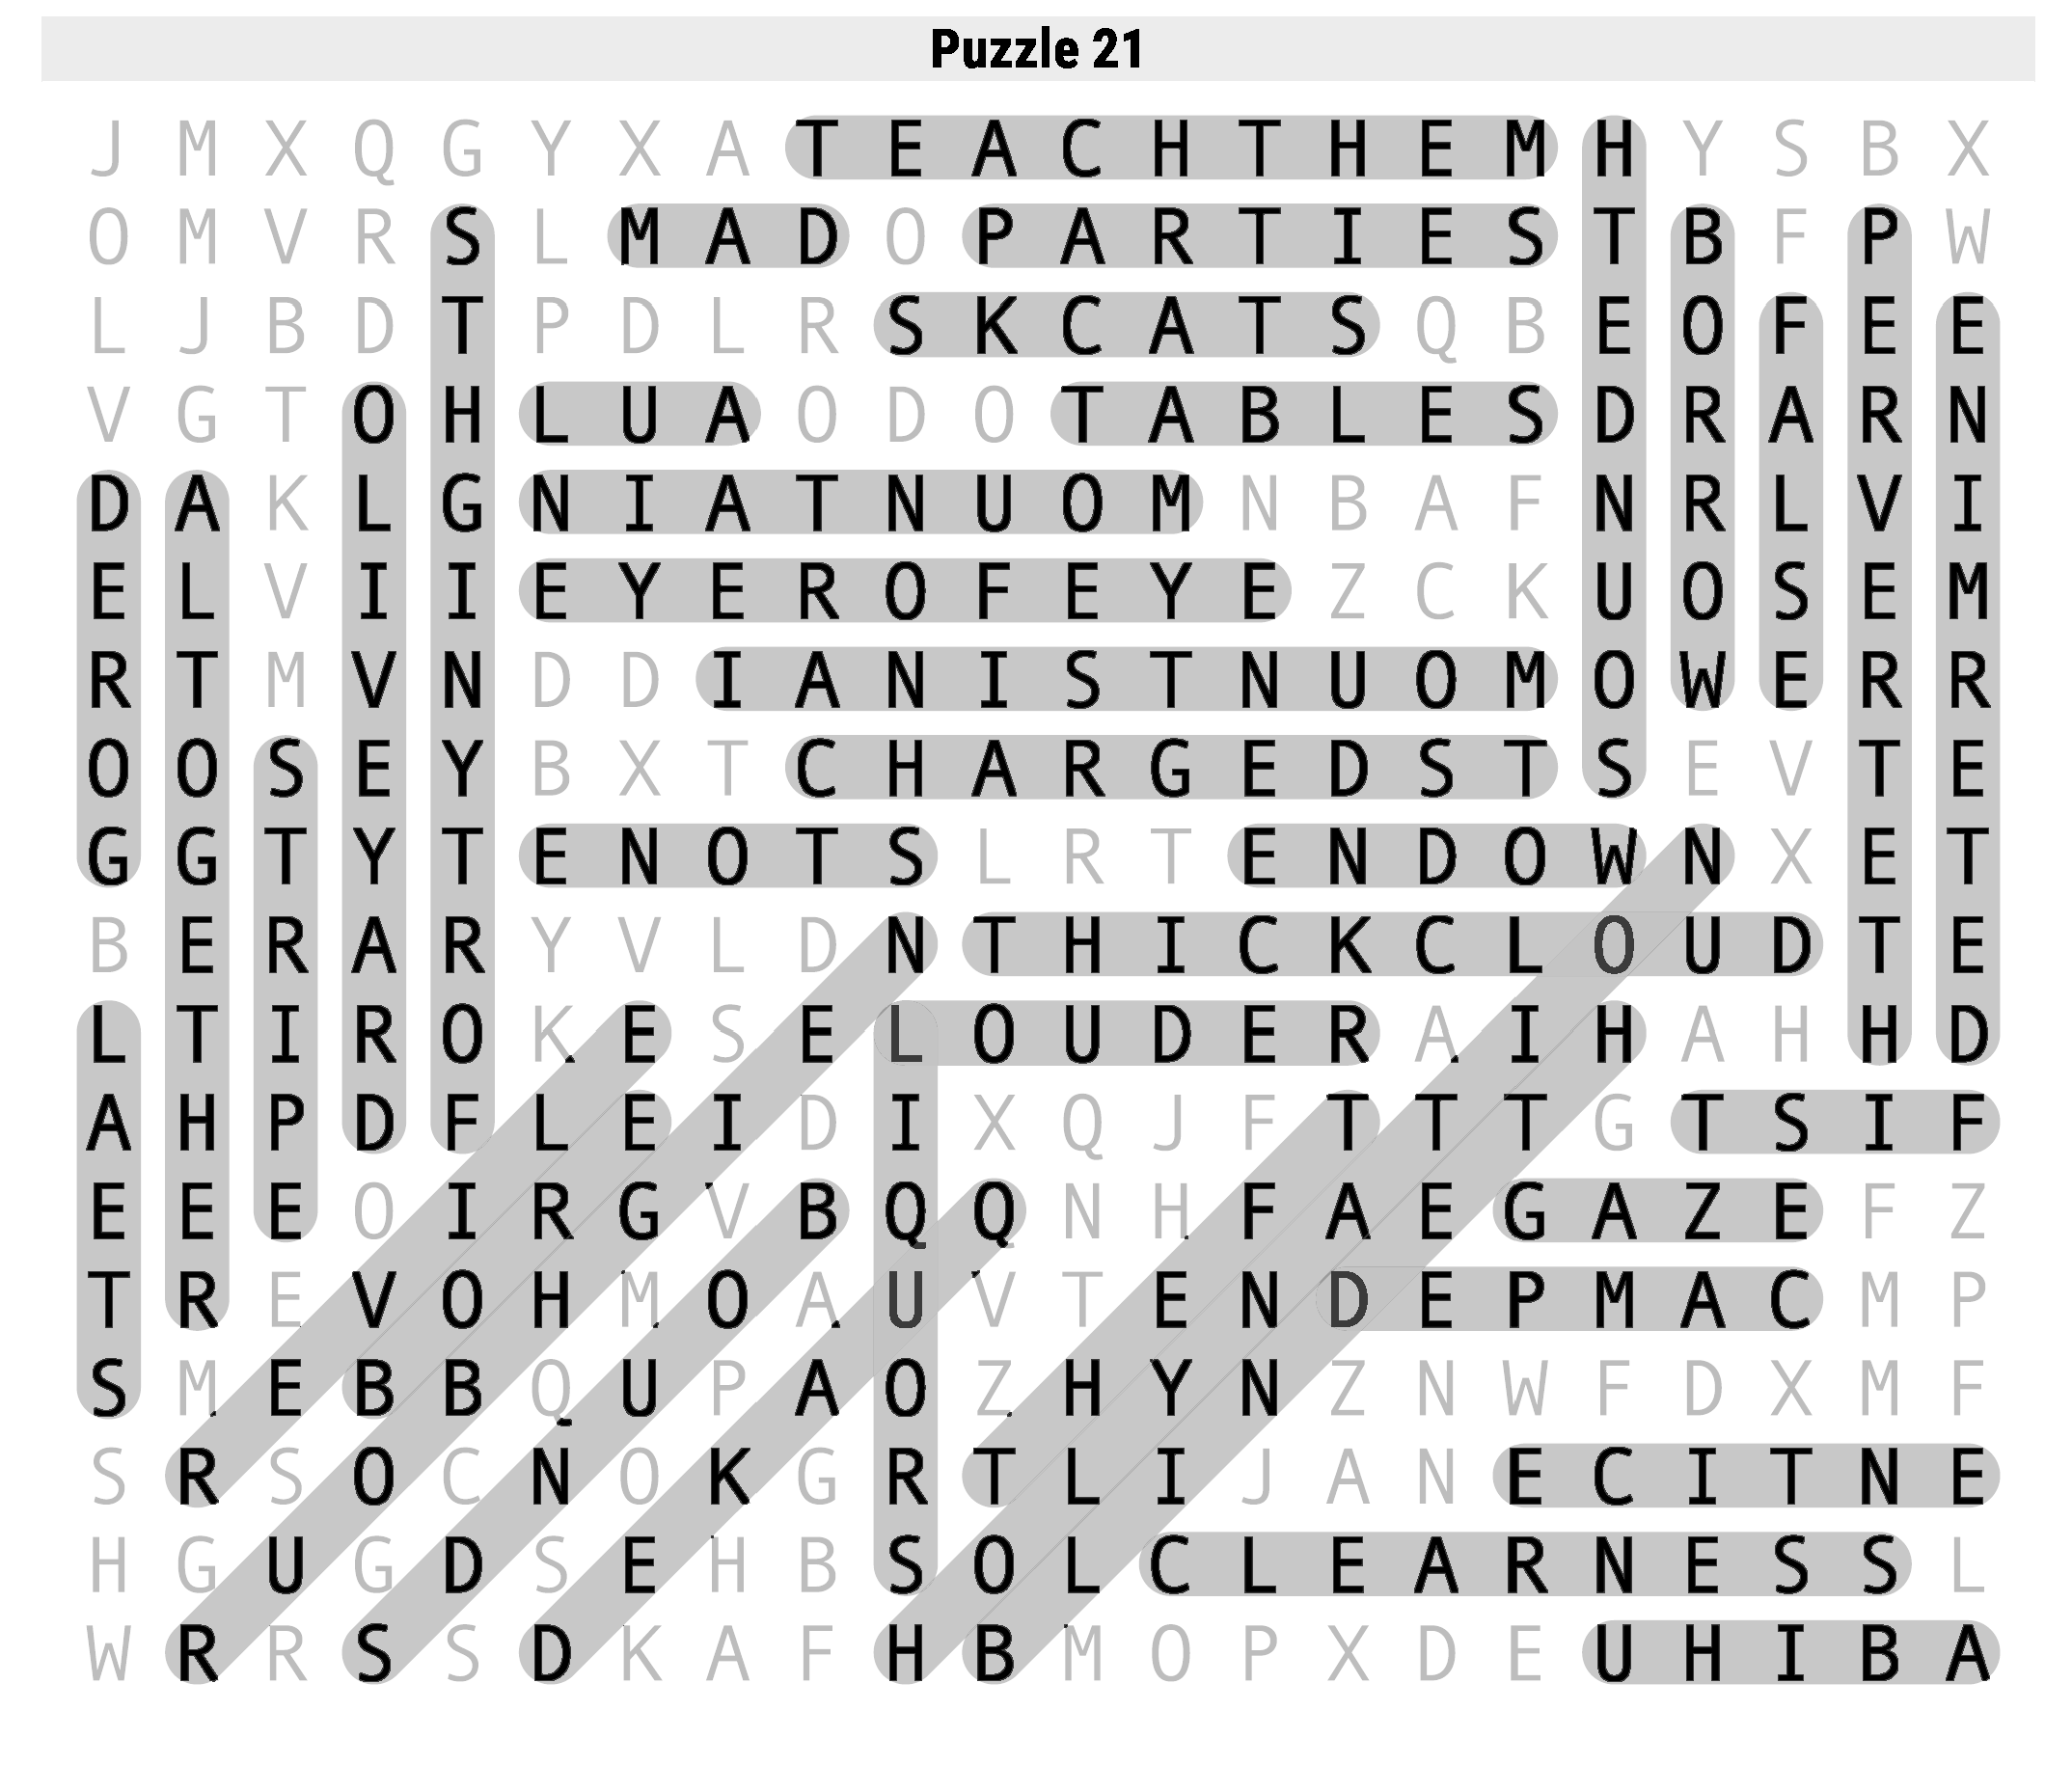 Puzzle 21
J M X Q G Y X A T E A C H T H E M H Y S B X
O M V R S L M A D O P A R T I E S T B F P W
L J B D T P D L R S K C A T S Q B E O F E E
V G T O H L U A O D O T A B L E S D R A R N
D A K L G N I A T N U O M N B A F N R L V I
E L V I I E Y E R O F E Y E Z C K U O S E M
R T M V N D D I A N I S T N U O M O W E R R
O O S E Y B X T C H A R G E D S T S E V T E
G G T Y T E N O T S L R T E N D O W N X E T
B E R A R Y V L D N T H I C K C L O U D T E
L T I R O K E S E L O U D E R A I H A H H D
A H P D F L E I D I X Q J F T T T G T S I F
E E E O I R G V B Q Q N H F A E G A Z E F Z
T R E V O H M O A U V T E N D E P M A C M P
S M E B B Q U P A O Z H Y N Z N W F D X M F
S R S O C N O K G R T L I J A N E C I T N E
H G U G D S E H B S O L C L E A R N E S S L
W R R S S D K A F H B M O P X D E U H I B A